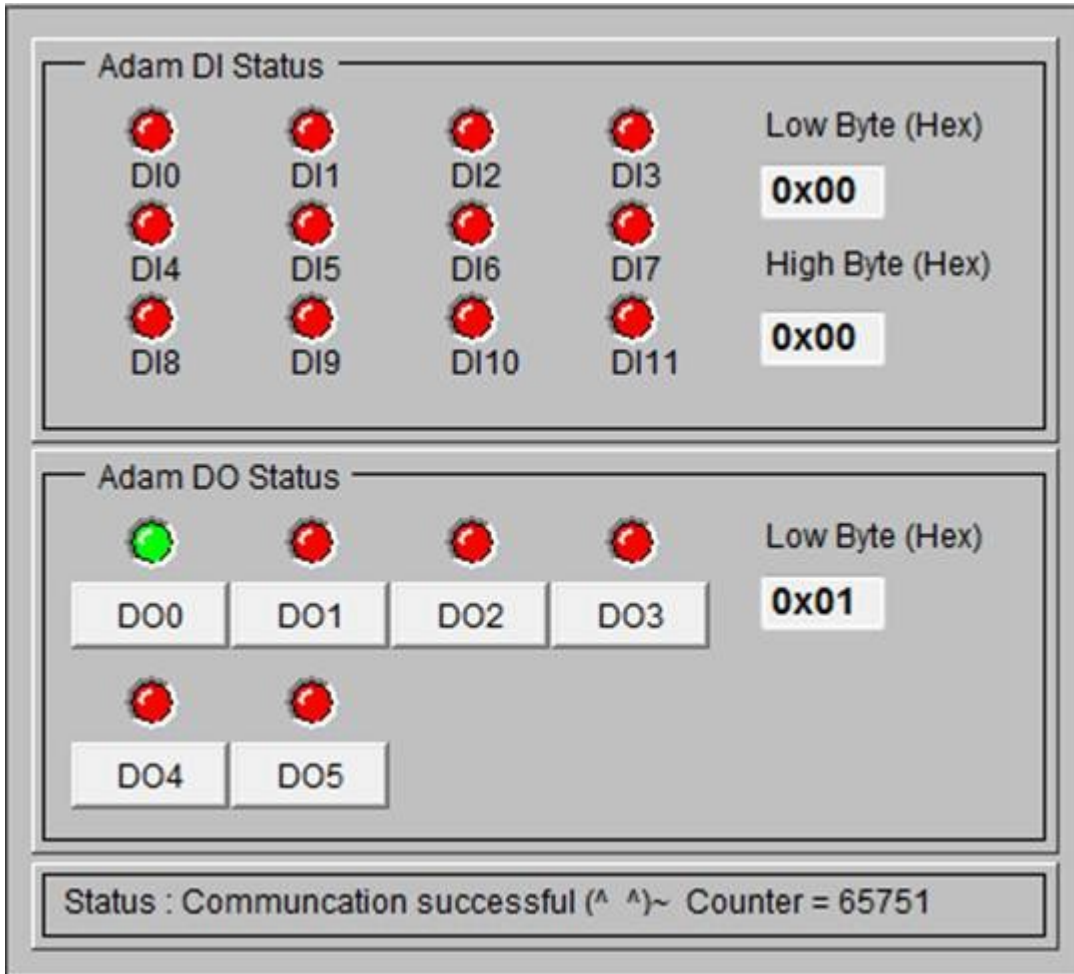 Adam DI Status
Low Byte (Hex)
DI0 DI1 DI2 DI3
0x00
DI4 DI5 DI6 DI7
High Byte (Hex)
DI8 DI9 DI10 DI11
0x00
Adam DO Status
Low Byte (Hex)
DO0 DO1 DO2 DO3
0x01
DO4 DO5
Status : Communcation successful (^ ^)~ Counter = 65751